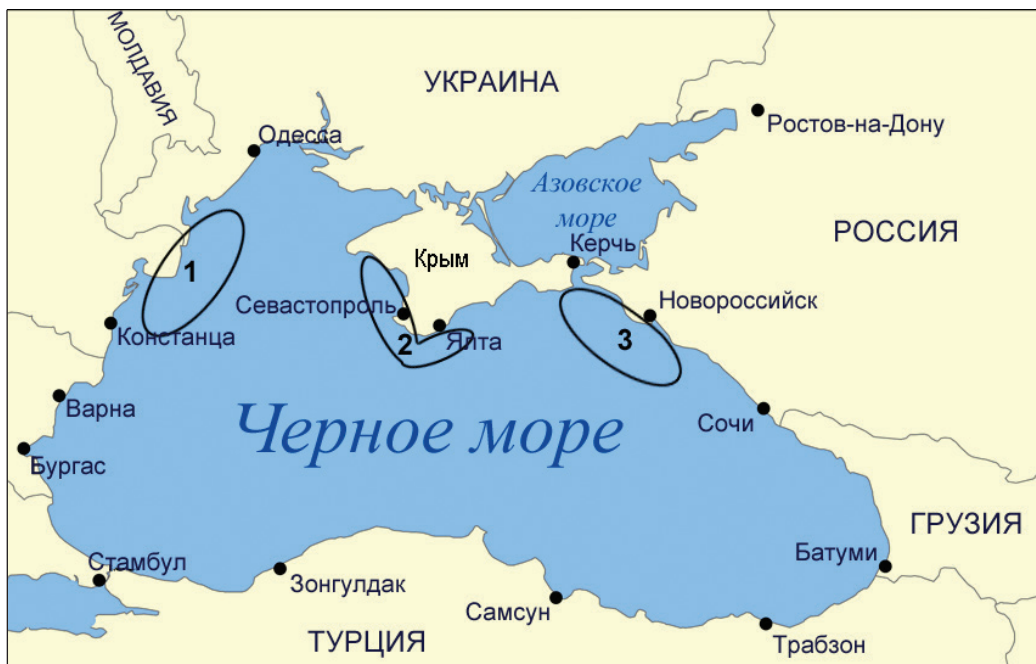 МОЛДАВИЯ
УКРАИНА
Одесса
Ростов-на-Дону
Азовское
море
РОССИЯ
Керчь
Крым
1
Новороссийск
Севастопроль
Констанца
2
Ялта
3
Варна
Черное море
Сочи
Бургас
ГРУЗИЯ
Стамбул
Батуми
Зонгулдак
Самсун
ТУРЦИЯ
Трабзон